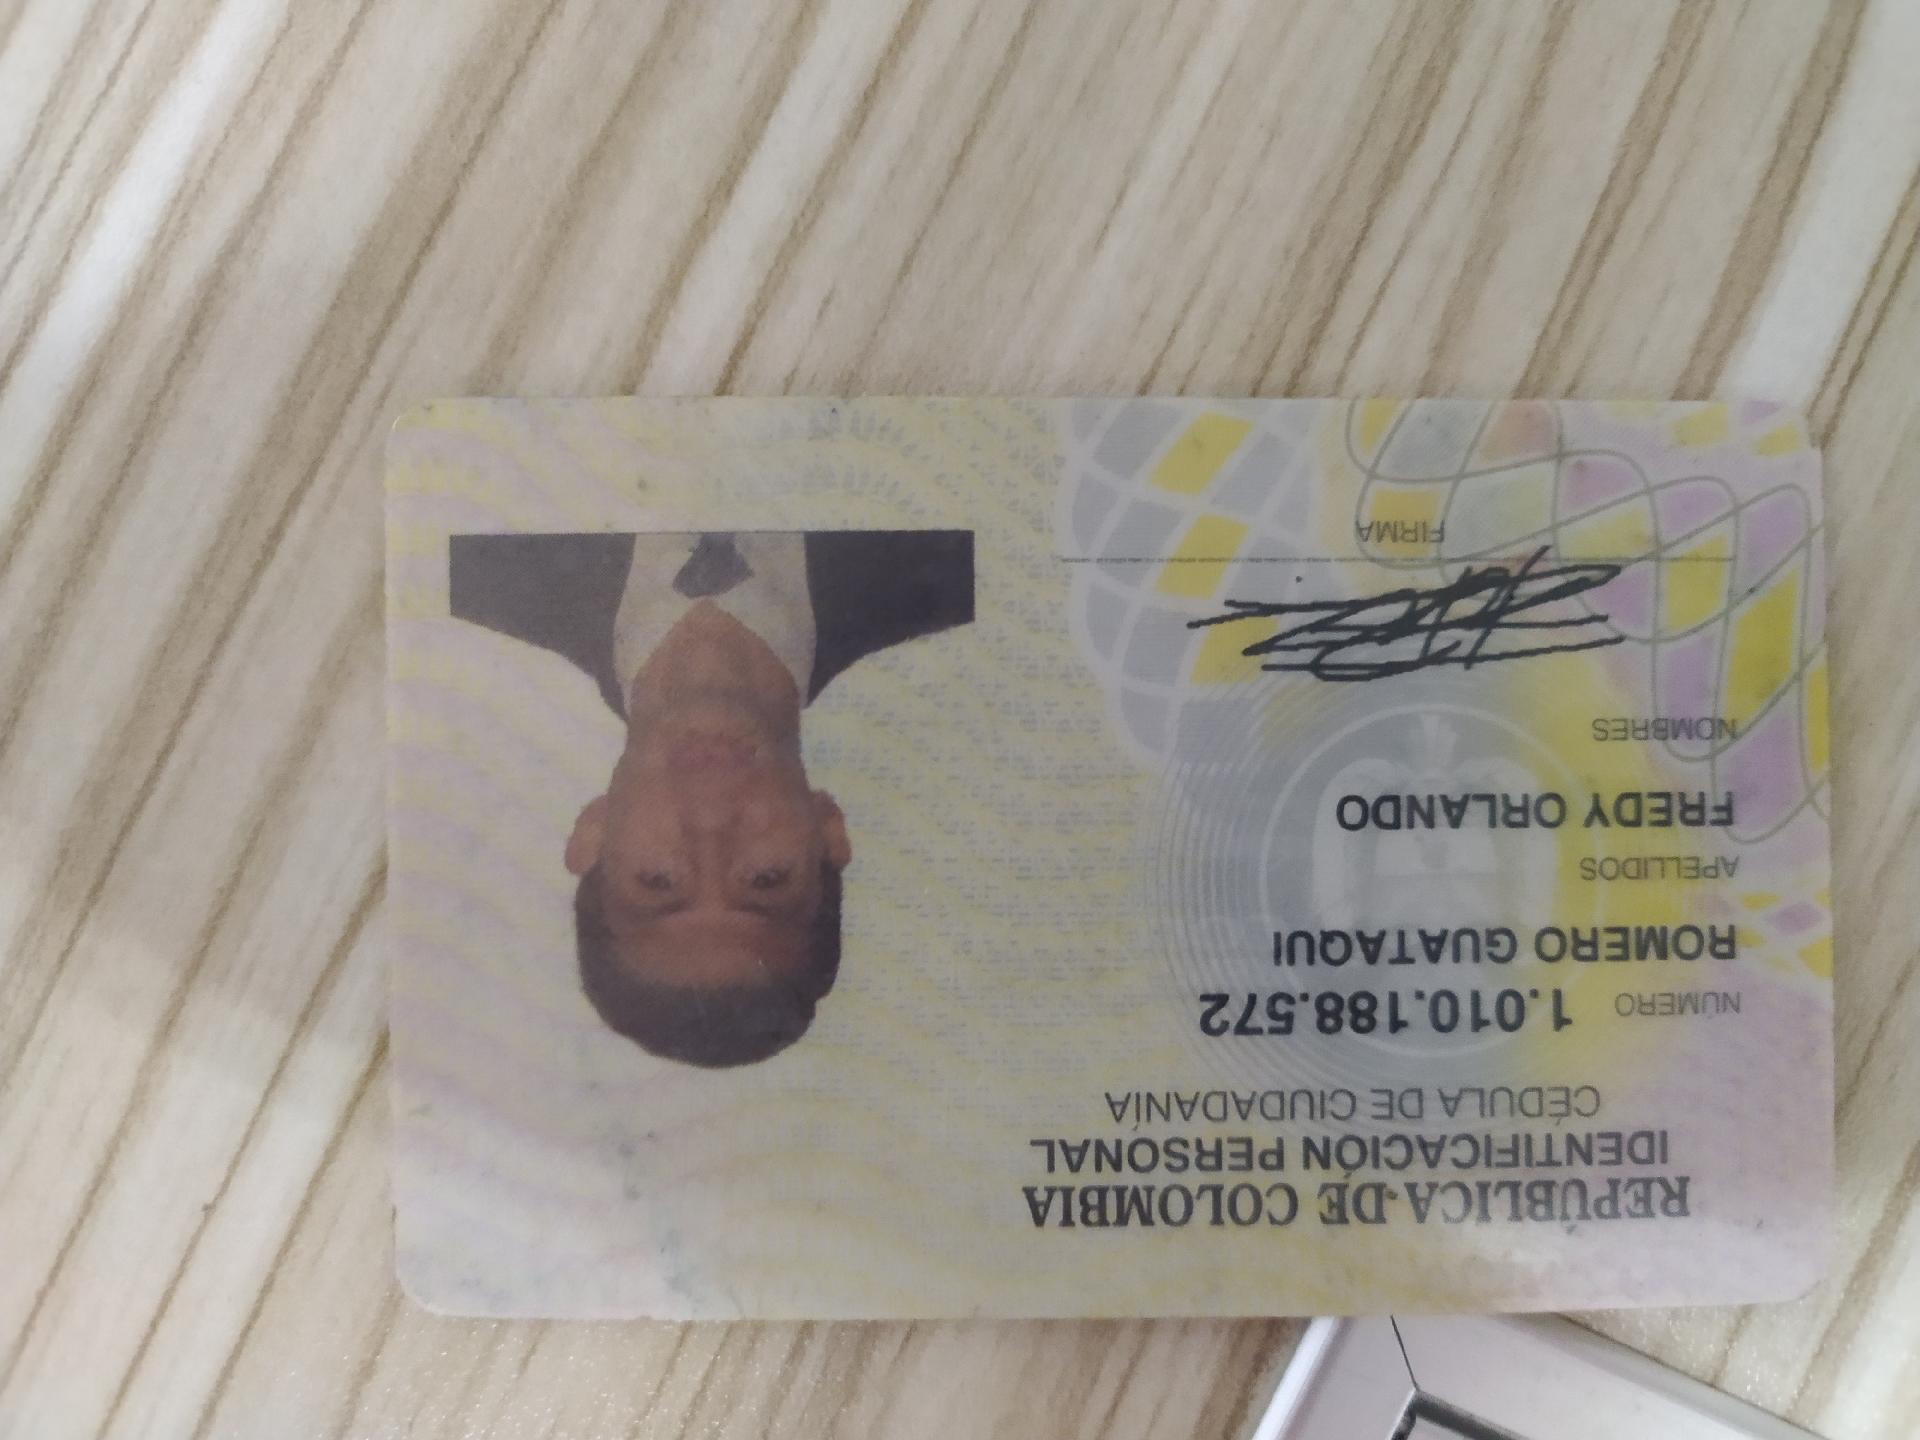 REPÚBLICA DE COLOMBIA
IDENTIFICACIÓN PERSONAL
CÉDULA DE CIUDADANÍA
NÚMERO 1.010.188.572
ROMERO GUATAQUI
APELLIDOS
FREDY ORLANDO
NOMBRES
FIRMA